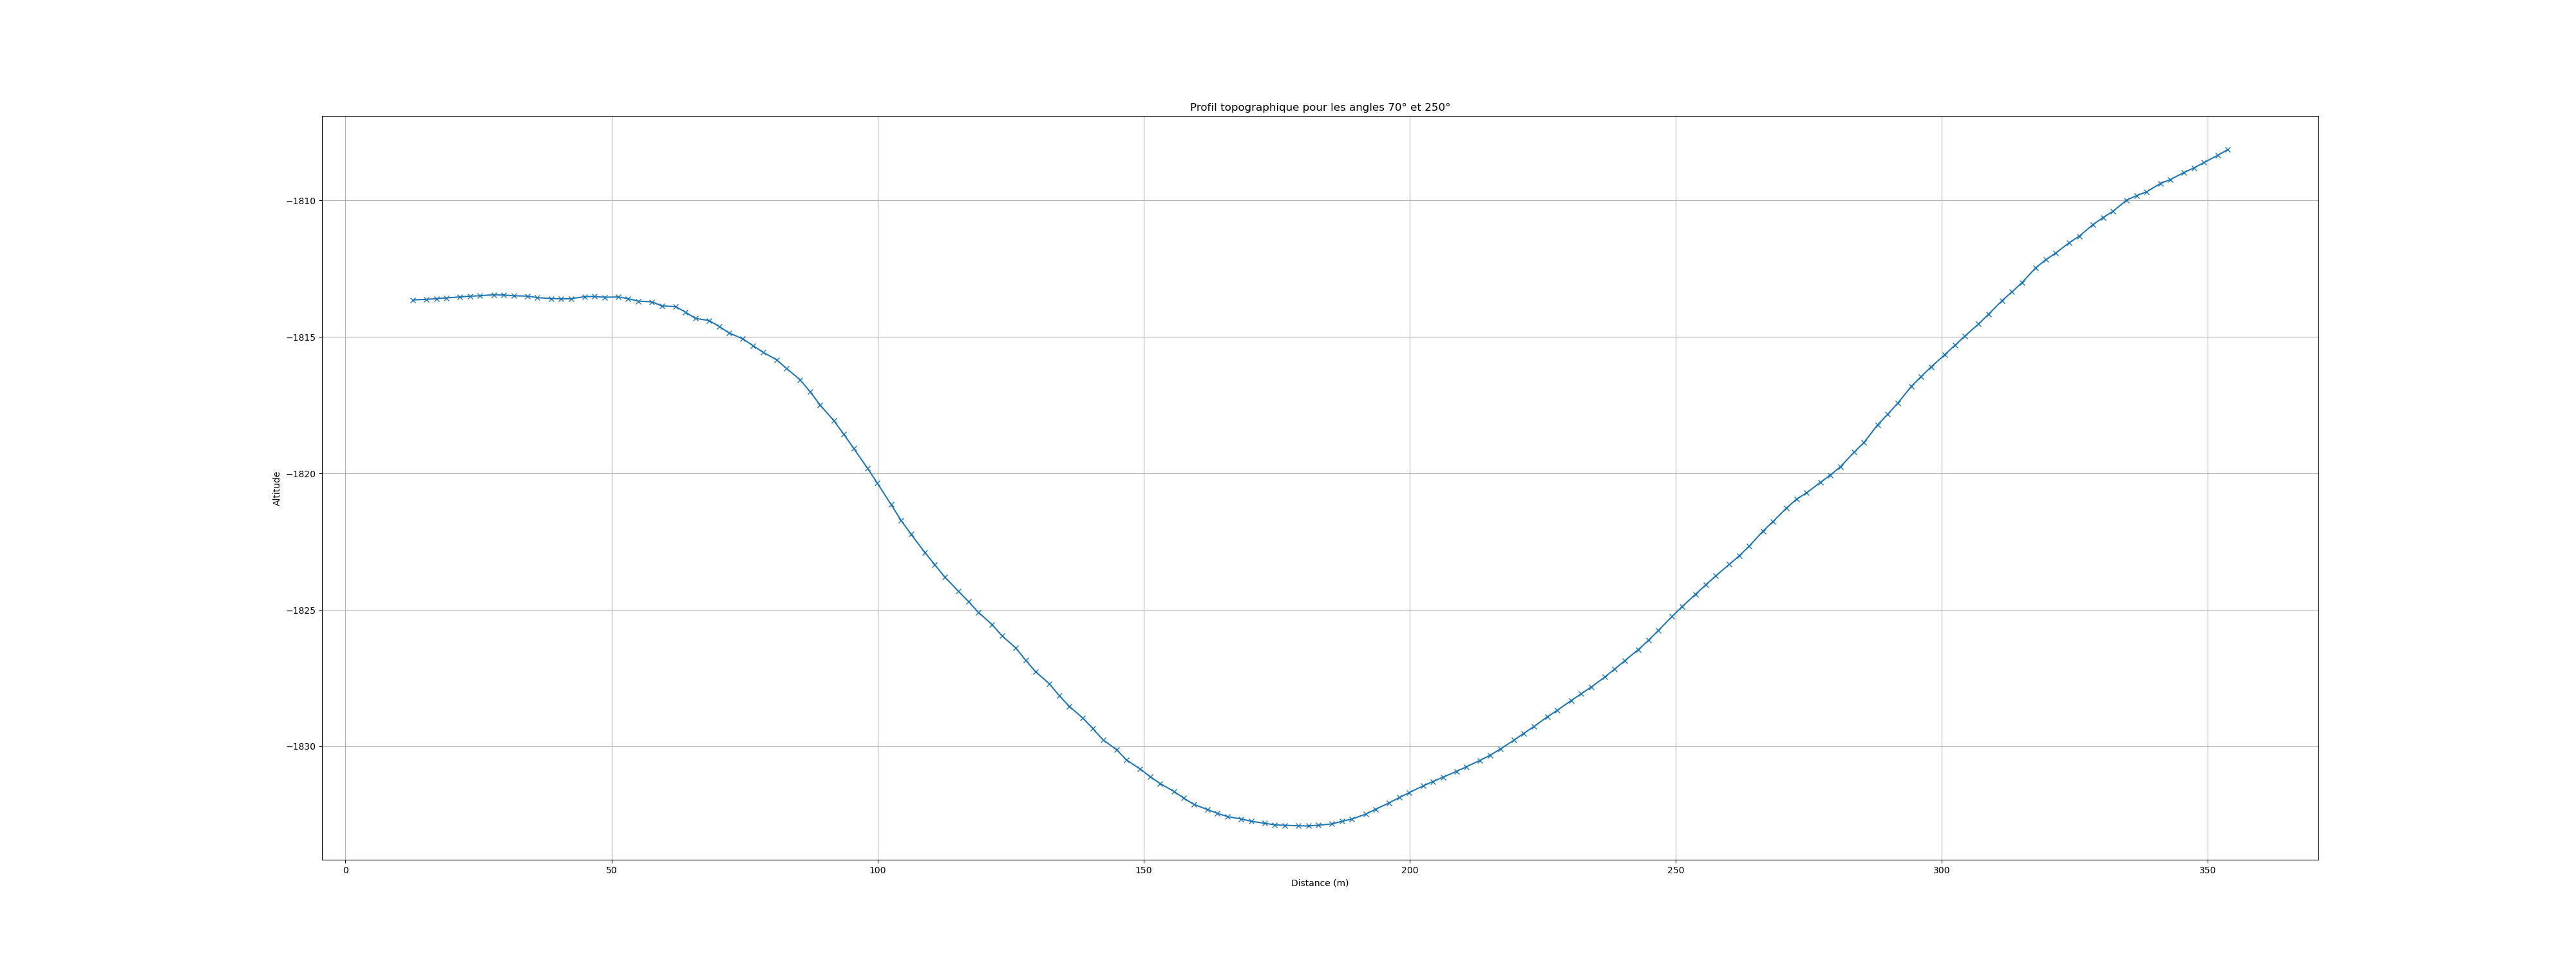 Profil topographique pour les angles 70° et 250°
−1810
−1815
−1820
−1825
−1830
Altitude
0 50 100 150 200 250 300 350
Distance (m)